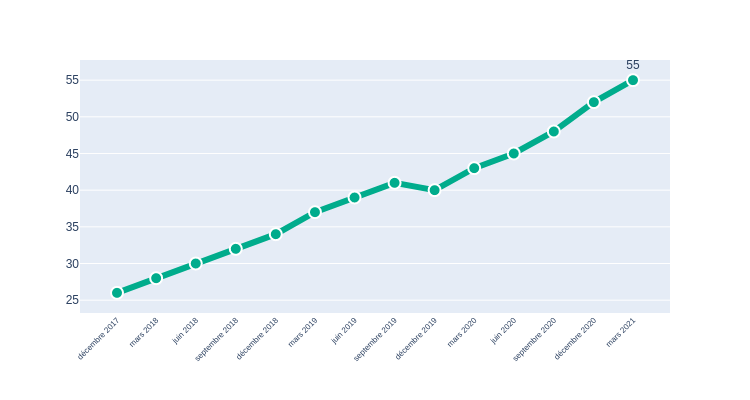 55
55
50
45
40
35
30
25
décembre 2017
mars 2018
juin 2018
septembre 2018
décembre 2018
mars 2019
juin 2019
septembre 2019
décembre 2019
mars 2020
juin 2020
septembre 2020
décembre 2020
mars 2021